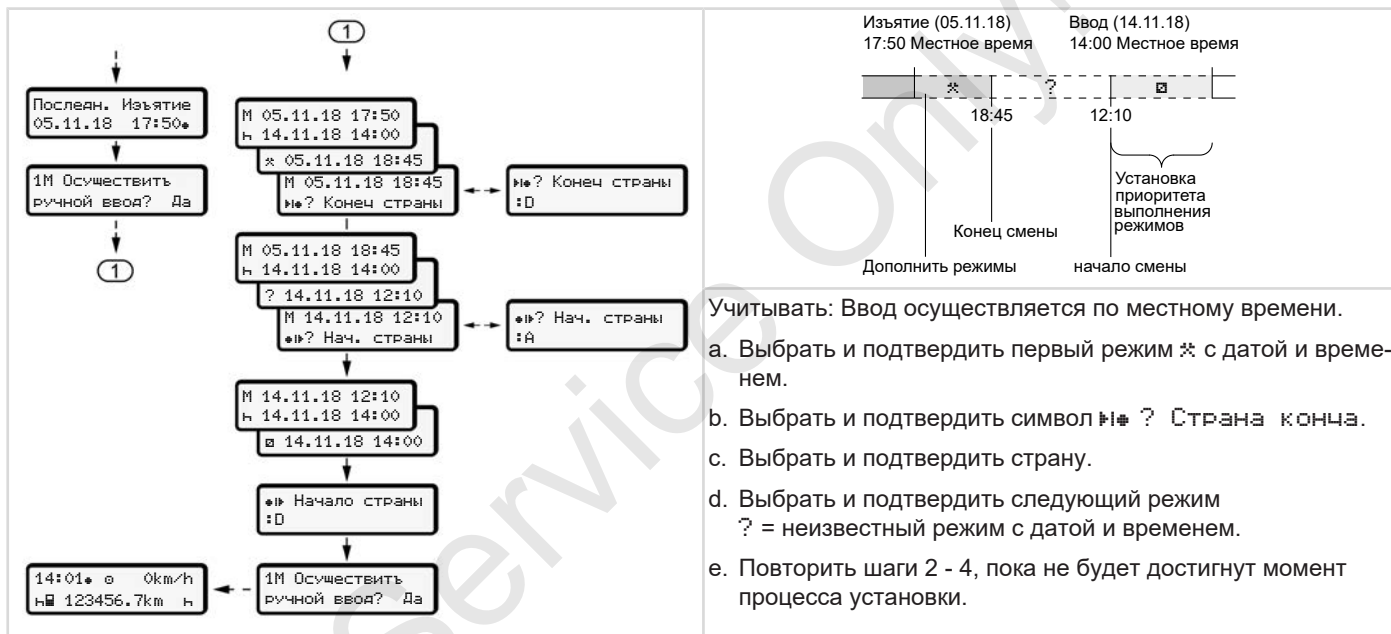 1
Последн. Изъятие
05.11.18 17:50
1М Осуществить
ручной ввод? Да
1
М 05.11.18 17:50
h 14.11.18 14:00
05.11.18 18:45
М 05.11.18 18:45
? Конец страны
? Конец страны
:D
М 05.11.18 18:45
h 14.11.18 14:00
? 14.11.18 12:10
М 14.11.18 12:10
? Нач. страны
? Нач. страны
:A
М 14.11.18 12:10
h 14.11.18 14:00
14.11.18 14:00
Начало страны
:D
1М Осуществить
ручной ввод? Да
14:01 0km/h
h 123456.7km h
Изъятие (05.11.18)
17:50 Местное время
Ввод (14.11.18)
14:00 Местное время
?
18:45
12:10
Установка
приоритета
выполнения
режимов
Конец смены
Дополнить режимы
начало смены
Учитывать: Ввод осуществляется по местному времени.
a. Выбрать и подтвердить первый режим с датой и време-
нем.
b. Выбрать и подтвердить символ ? Страна конча.
c. Выбрать и подтвердить страну.
d. Выбрать и подтвердить следующий режим
? = неизвестный режим с датой и временем.
e. Повторить шаги 2 - 4, пока не будет достигнут момент
процесса установки.
Service Only